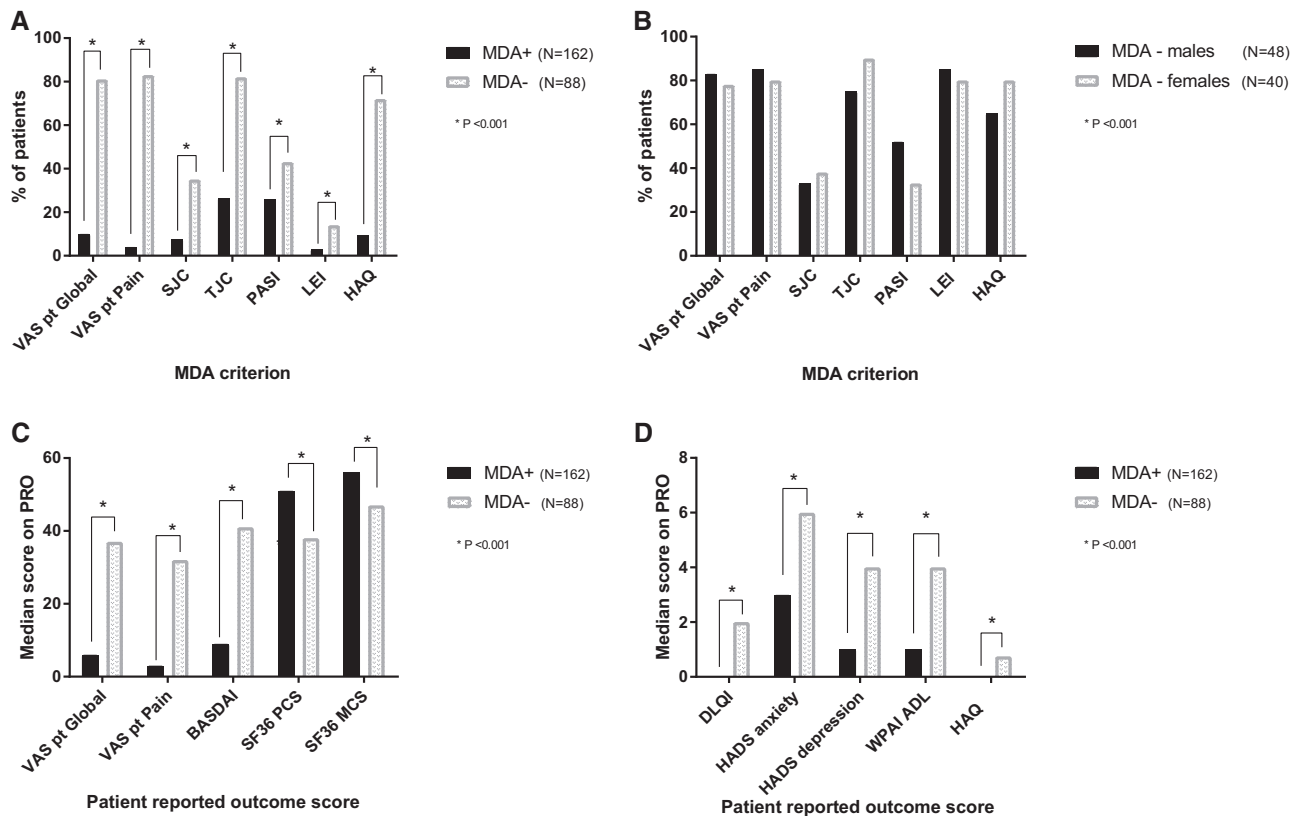 A
100
80
60
40
20
0
% of patients
*
*
*
*
*
*
*
VAS pt Global
VAS pt Pain
SJC
TJC
PASI
LEI
HAQ
MDA criterion
MDA+ (N=162)
MDA- (N=88)
* P <0.001
B
100
80
60
40
20
0
% of patients
VAS pt Global
VAS pt Pain
SJC
TJC
PASI
LEI
HAQ
MDA criterion
MDA - males (N=48)
MDA - females (N=40)
* P <0.001
C
60
40
20
0
Median score on PRO
*
*
*
*
*
VAS pt Global
VAS pt Pain
BASDAI
SF36 PCS
SF36 MCS
Patient reported outcome score
MDA+ (N=162)
MDA- (N=88)
* P <0.001
D
8
6
4
2
0
Median score on PRO
*
*
*
*
*
DLQI
HADS anxiety
HADS depression
WPAI ADL
HAQ
Patient reported outcome score
MDA+ (N=162)
MDA- (N=88)
* P <0.001